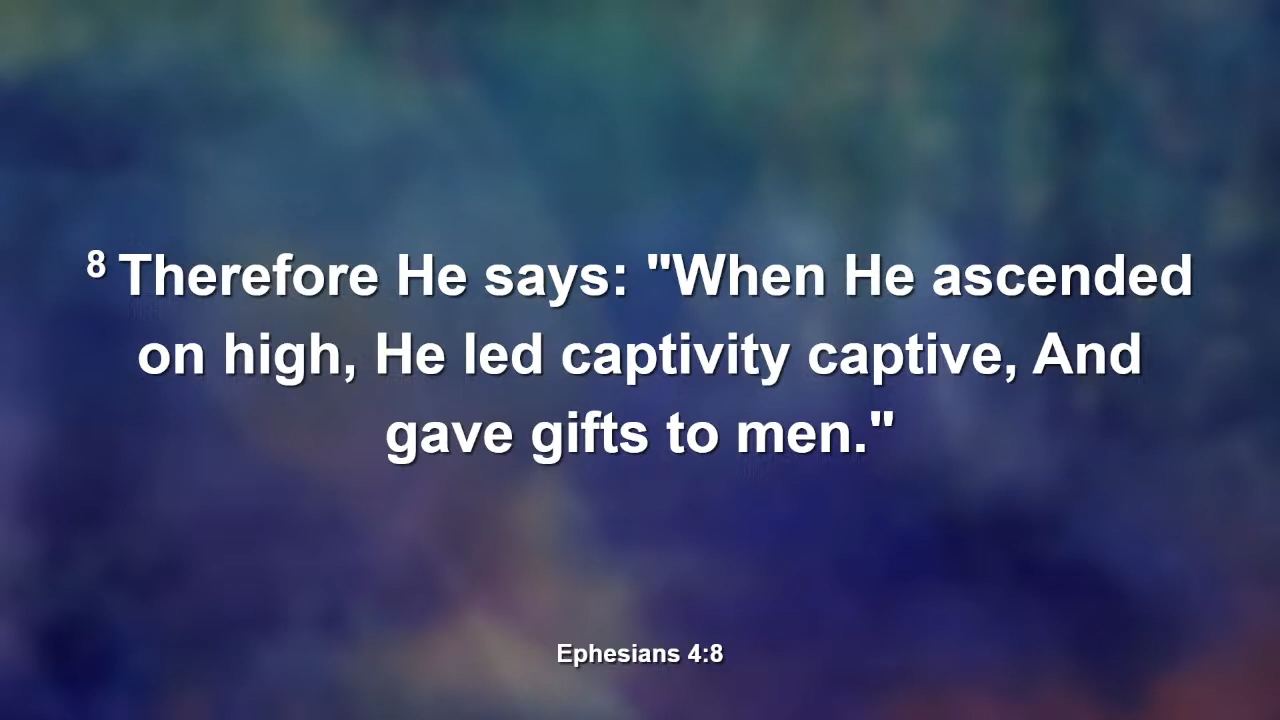 8 Therefore He says: "When He ascended
on high, He led captivity captive, And
gave gifts to men."
Ephesians 4:8